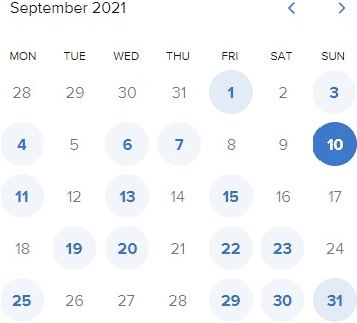 September 2021
MON TUE WED THU FRI SAT SUN
28 29 30 31 1 2 3
4 5 6 7 8 9 10
11 12 13 14 15 16 17
18 19 20 21 22 23 24
25 26 27 28 29 30 31